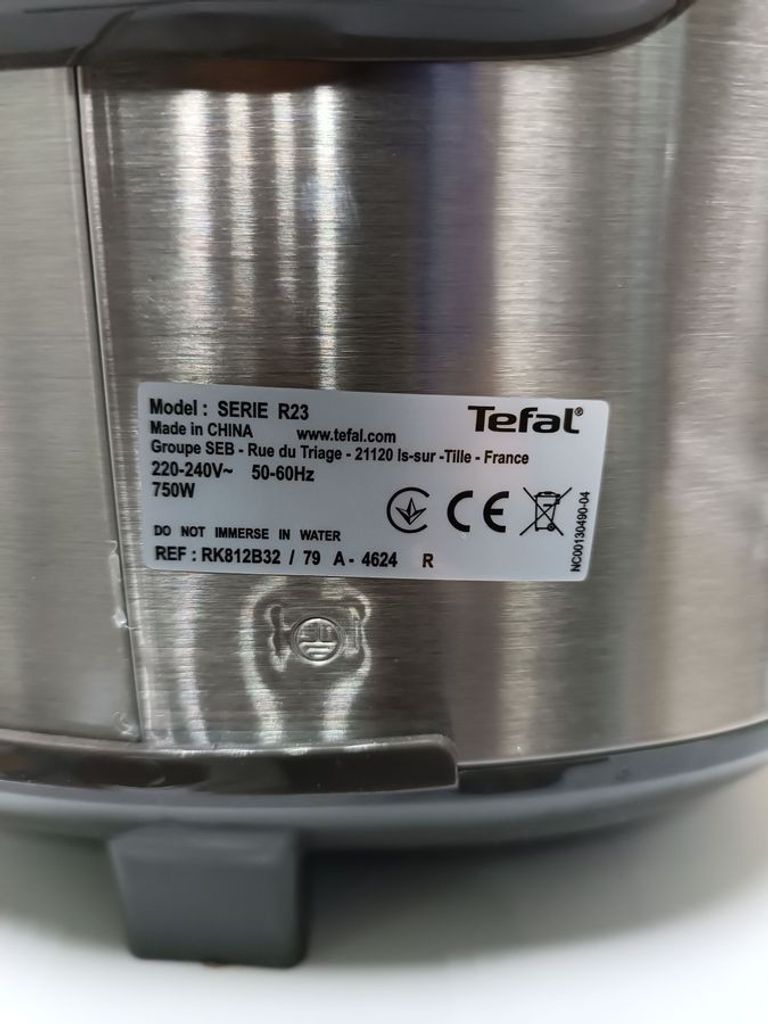 Model : SERIE R23
Tefal®
Made in CHINA www.tefal.com
Groupe SEB - Rue du Triage - 21120 Is-sur -Tille - France
220-240V~ 50-60Hz
750W
CE
DO NOT IMMERSE IN WATER
REF : RK812B32 / 79 A - 4624 R
NC00130490-04